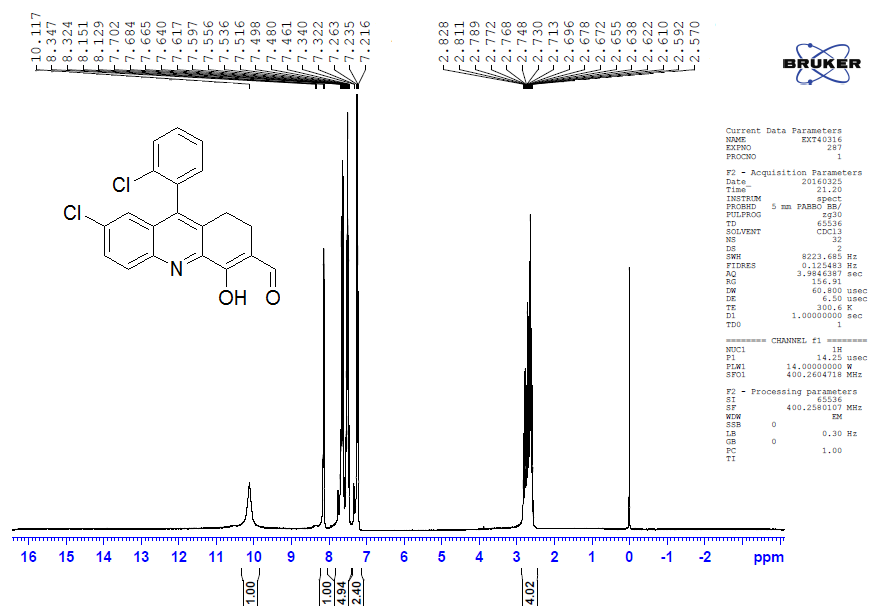 10.117
8.347
8.324
8.151
8.129
7.702
7.684
7.665
7.640
7.617
7.597
7.556
7.536
7.516
7.498
7.480
7.461
7.340
7.322
7.263
7.235
7.216
2.828
2.811
2.789
2.772
2.768
2.748
2.730
2.713
2.696
2.678
2.672
2.655
2.638
2.622
2.610
2.592
2.570
BRUKER
Current Data Parameters
NAME EXT40316
EXPNO 287
PROCNO 1
F2 - Acquisition Parameters
Date_ 20160325
Time 21.20
INSTRUM spect
PROBHD 5 mm PABBO BB/
PULPROG zg30
TD 65536
SOLVENT CDCl3
NS 32
DS 2
SWH 8223.685 Hz
FIDRES 0.125483 Hz
AQ 3.9846387 sec
RG 156.91
DW 60.800 usec
DE 6.50 usec
TE 300.6 K
D1 1.00000000 sec
TD0 1
======== CHANNEL f1 ========
NUC1 1H
P1 14.25 usec
PLW1 14.00000000 W
SFO1 400.2604718 MHz
F2 - Processing parameters
SI 65536
SF 400.2580107 MHz
WDW EM
SSB 0
LB 0.30 Hz
GB 0
PC 1.00
TI
Cl
Cl
N
OH O
16 15 14 13 12 11 10 9 8 7 6 5 4 3 2 1 0 -1 -2 ppm
1.00
1.00
4.94
2.40
4.02